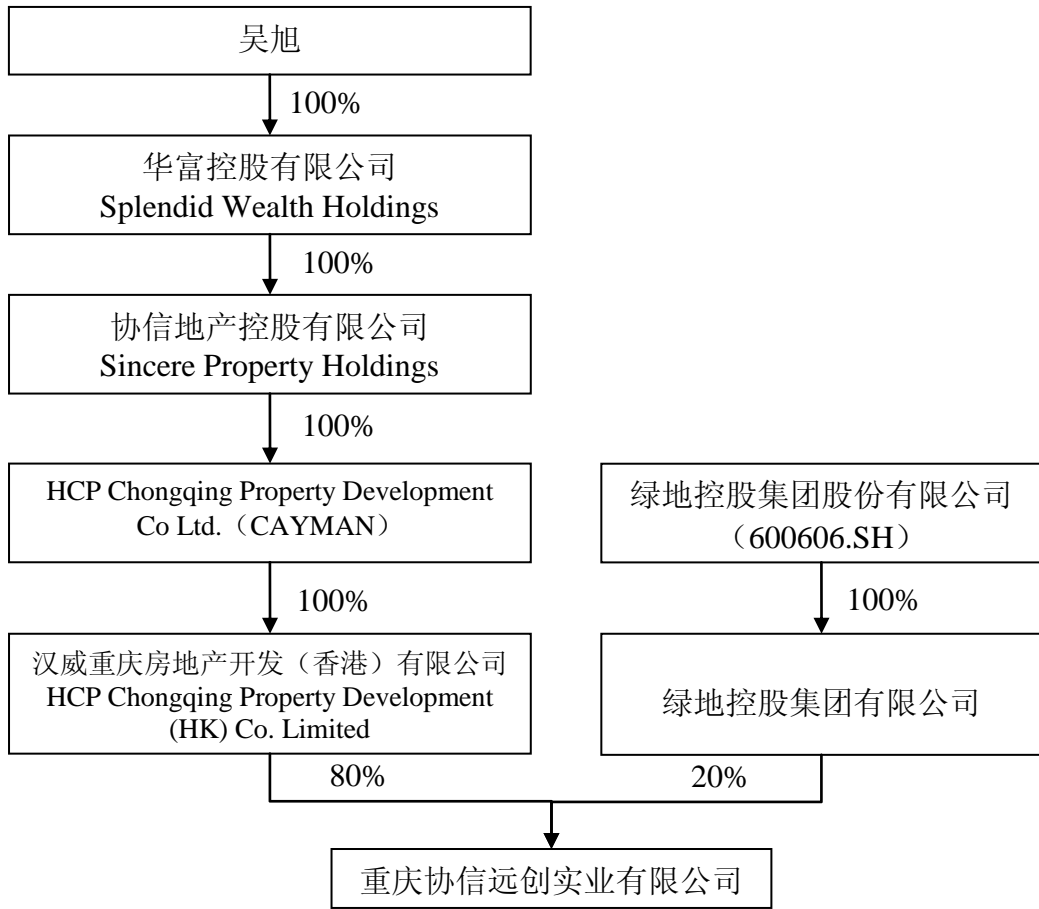 吴旭
100%
华富控股有限公司
Splendid Wealth Holdings
100%
协信地产控股有限公司
Sincere Property Holdings
100%
HCP Chongqing Property Development
Co Ltd.（CAYMAN）
绿地控股集团股份有限公司
（600606.SH）
100%
100%
汉威重庆房地产开发（香港）有限公司
HCP Chongqing Property Development
(HK) Co. Limited
绿地控股集团有限公司
80%
20%
重庆协信远创实业有限公司